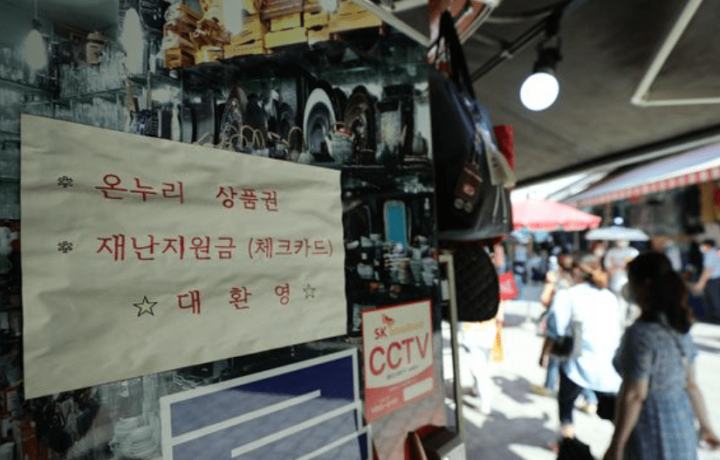 ※ 온누리 상품권
※ 재난지원금 (체크카드)
☆ 대 환 영 ☆
SK broadband
CCTV